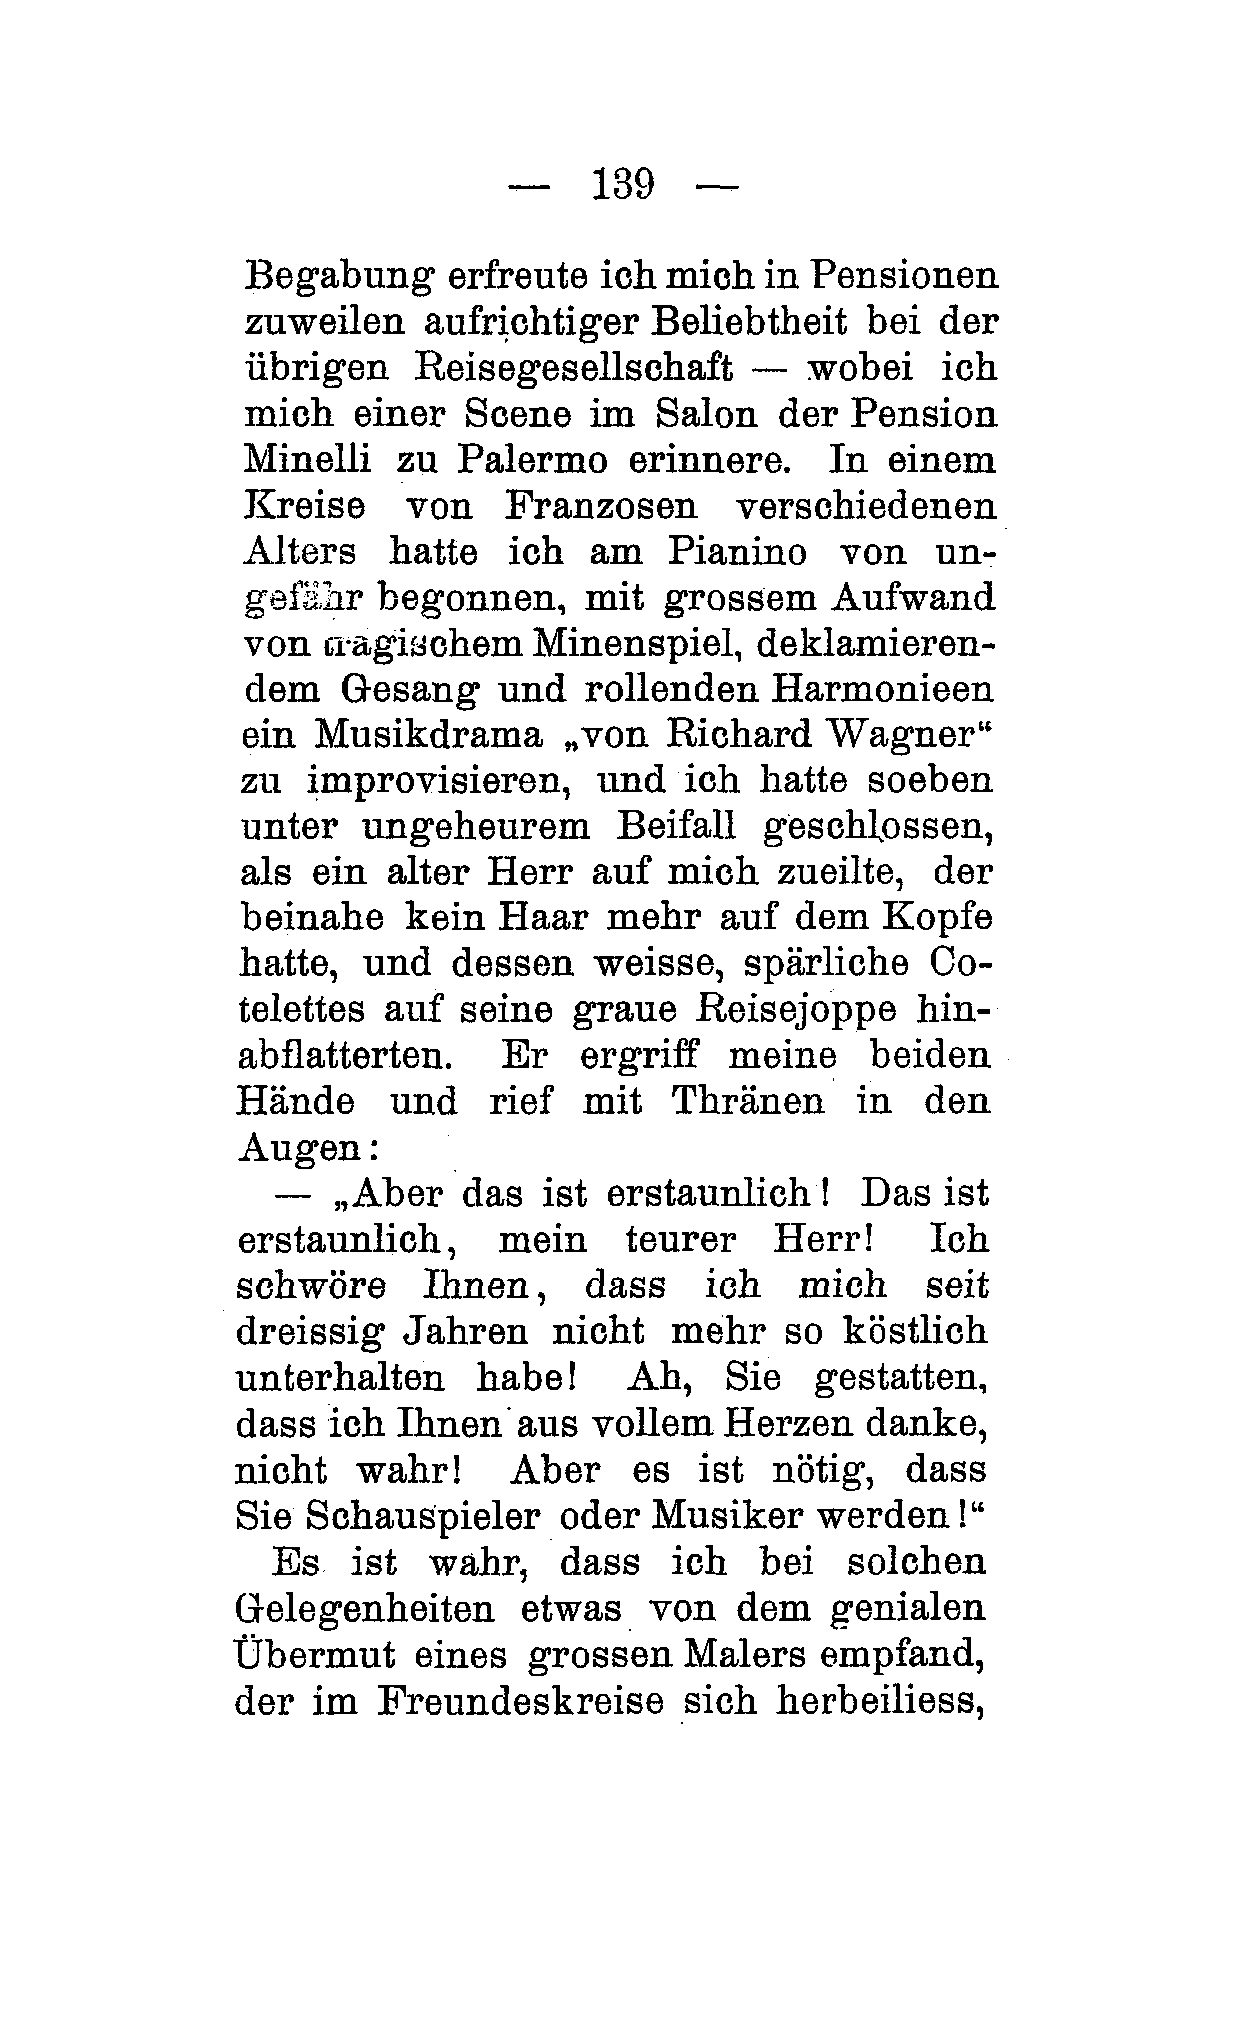 — 139 —
Begabung erfreute ich mich in Pensionen
zuweilen aufrichtiger Beliebtheit bei der
übrigen Reisegesellschaft — wobei ich
mich einer Scene im Salon der Pension
Minelli zu Palermo erinnere. In einem
Kreise von Franzosen verschiedenen
Alters hatte ich am Pianino von un-
gefähr begonnen, mit grossem Aufwand
von tragischem Minenspiel, deklamieren-
dem Gesang und rollenden Harmonieen
ein Musikdrama „von Richard Wagner“
zu improvisieren, und ich hatte soeben
unter ungeheurem Beifall geschlossen,
als ein alter Herr auf mich zueilte, der
beinahe kein Haar mehr auf dem Kopfe
hatte, und dessen weisse, spärliche Co-
telettes auf seine graue Reisejoppe hin-
abflatterten. Er ergriff meine beiden
Hände und rief mit Thränen in den
Augen:
— „Aber das ist erstaunlich! Das ist
erstaunlich, mein teurer Herr! Ich
schwöre Ihnen, dass ich mich seit
dreissig Jahren nicht mehr so köstlich
unterhalten habe! Ah, Sie gestatten,
dass ich Ihnen aus vollem Herzen danke,
nicht wahr! Aber es ist nötig, dass
Sie Schauspieler oder Musiker werden!“
Es ist wahr, dass ich bei solchen
Gelegenheiten etwas von dem genialen
Übermut eines grossen Malers empfand,
der im Freundeskreise sich herbeiliess,